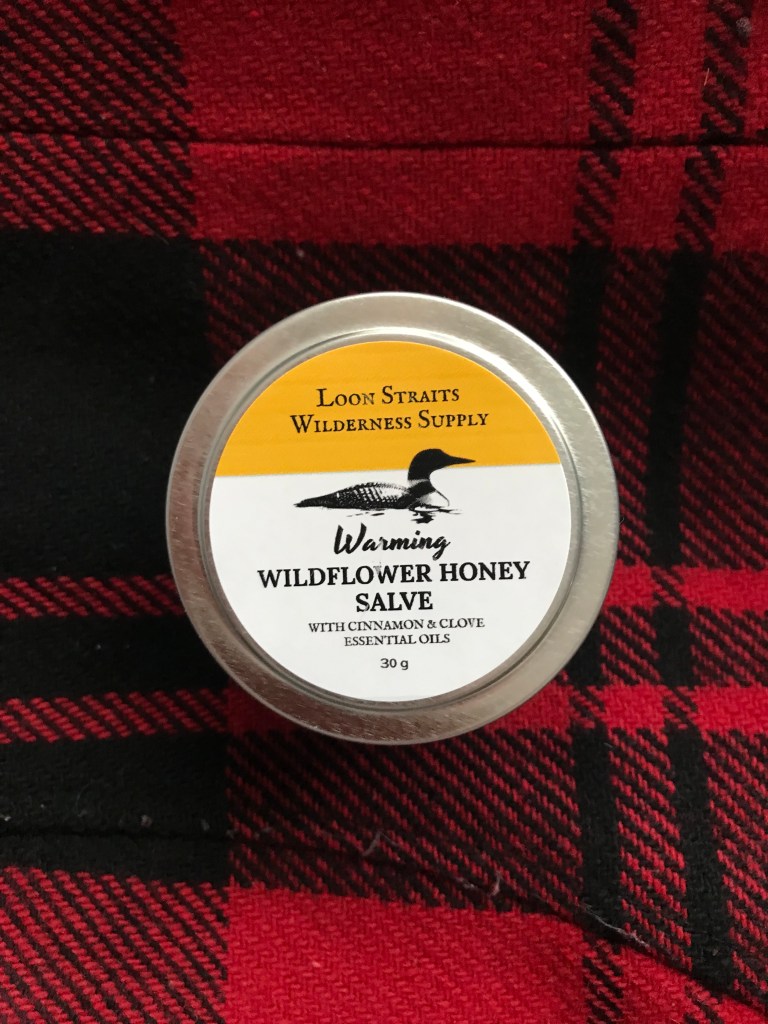 Loon Straits
Wilderness Supply
Warming
WILDFLOWER HONEY
SALVE
WITH CINNAMON & CLOVE
ESSENTIAL OILS
30 g